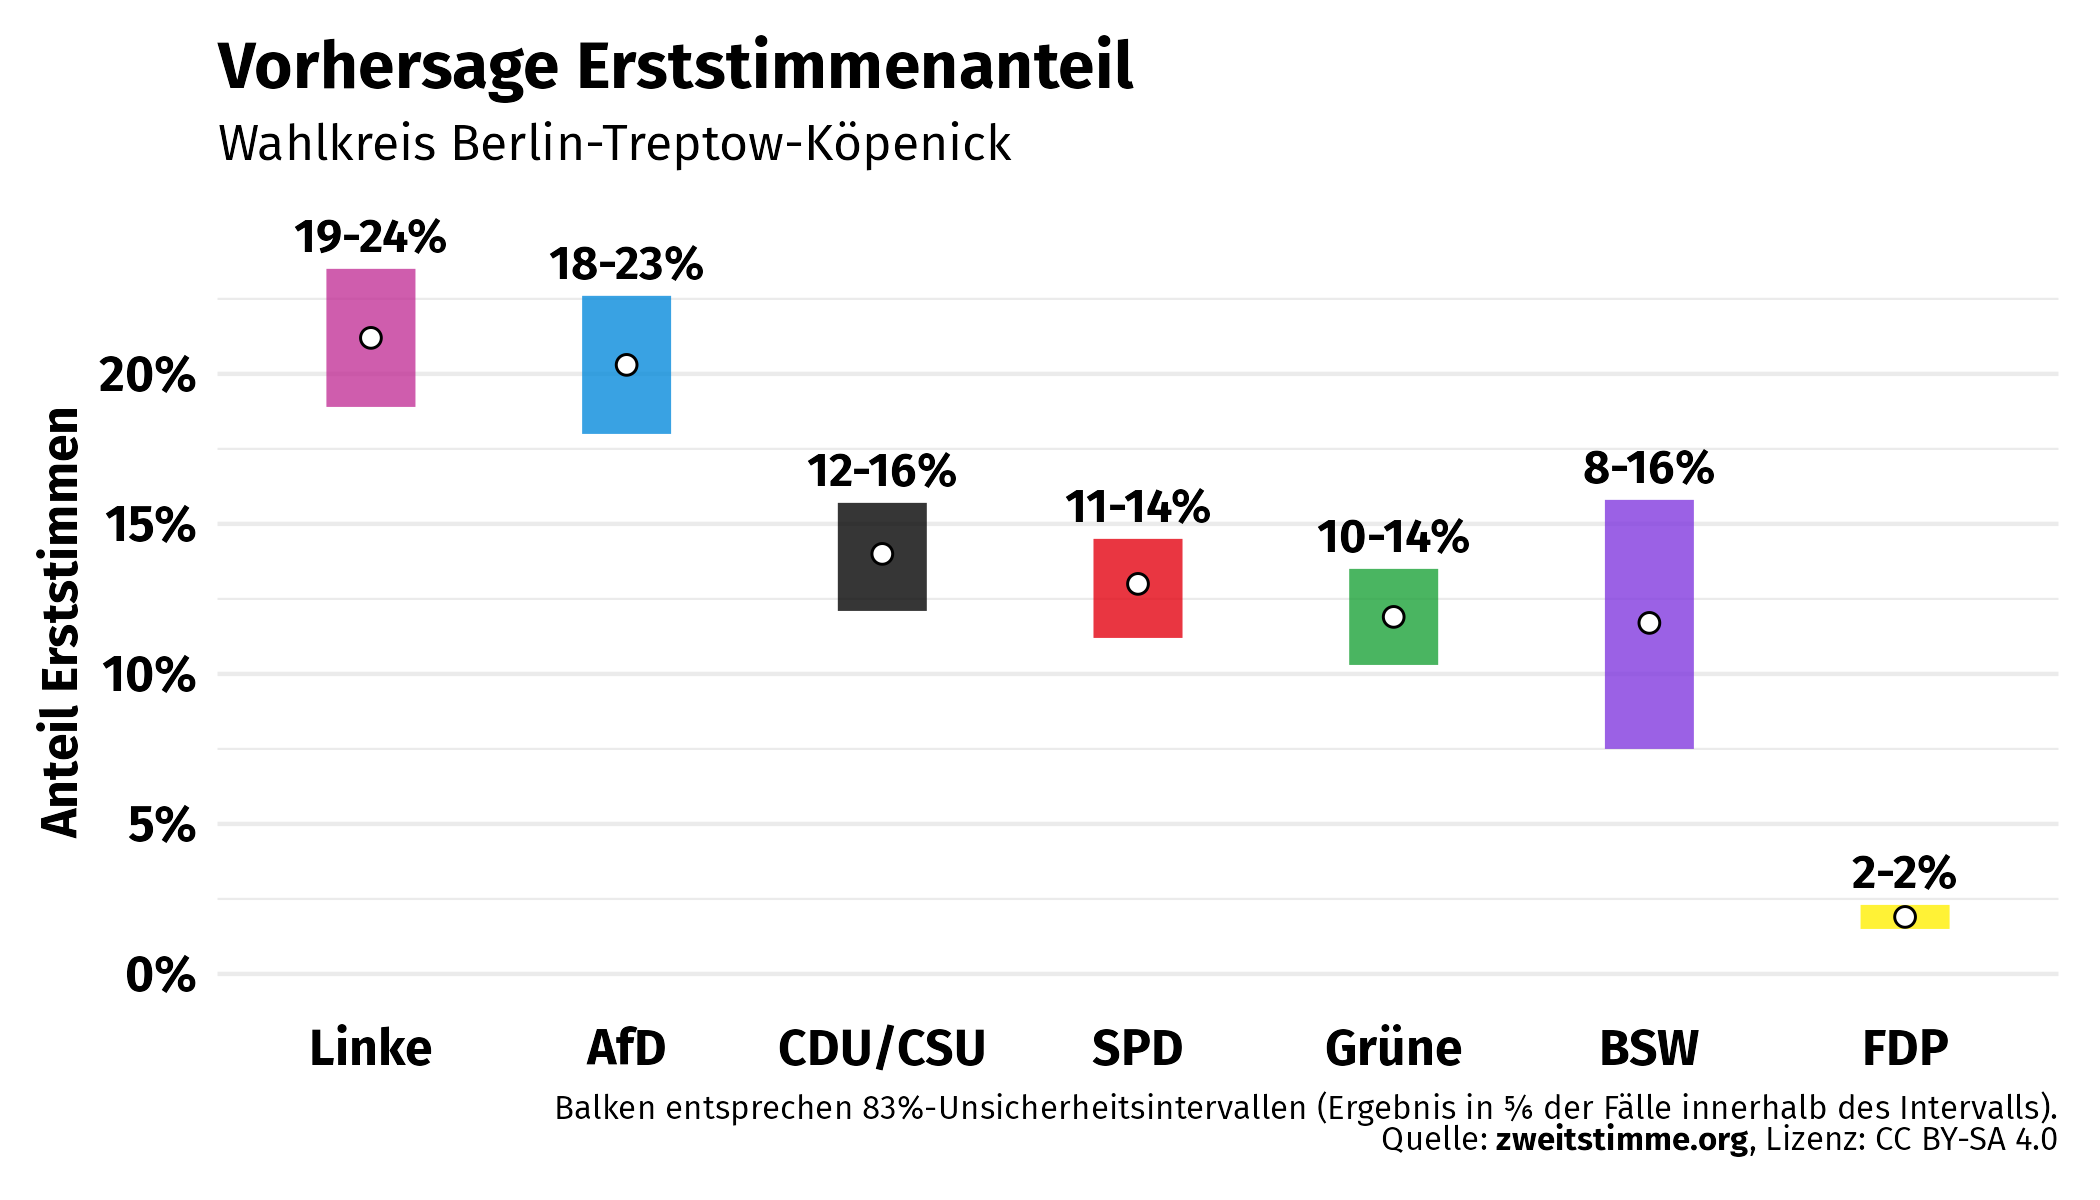 Vorhersage Erststimmenanteil
Wahlkreis Berlin-Treptow-Köpenick
19-24%
18-23%
12-16%
11-14%
10-14%
8-16%
2-2%
Anteil Erststimmen
20%
15%
10%
5%
0%
Linke AfD CDU/CSU SPD Grüne BSW FDP
Balken entsprechen 83%-Unsicherheitsintervallen (Ergebnis in ⅚ der Fälle innerhalb des Intervalls).
Quelle: zweitstimme.org, Lizenz: CC BY-SA 4.0